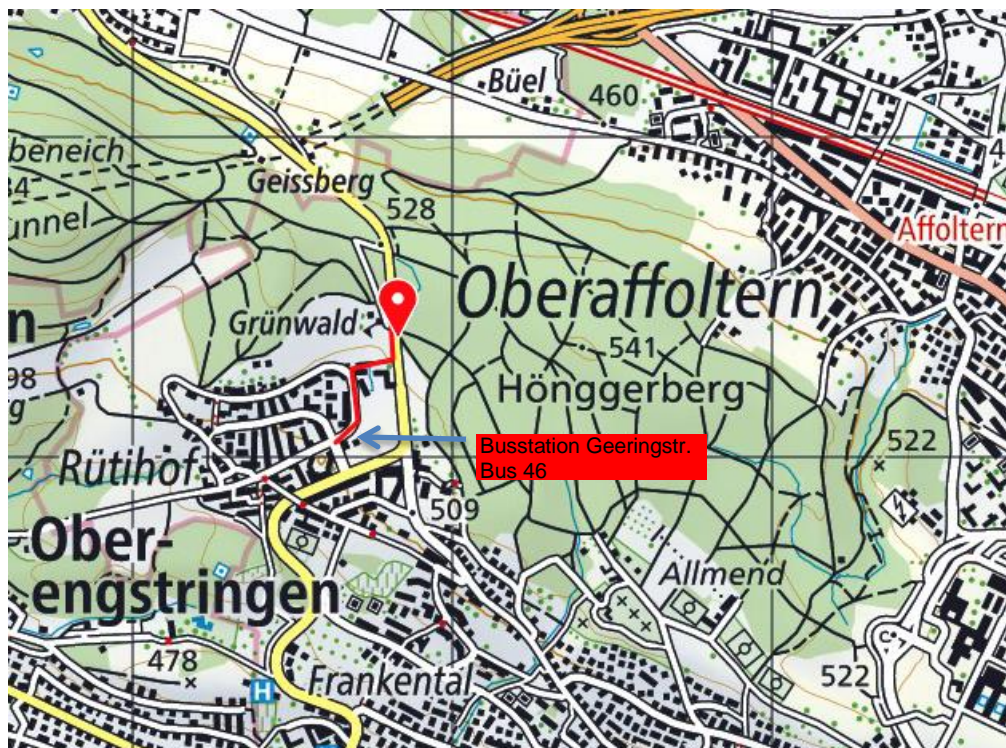 Büel
460
beneich
84
Geissberg
unnel
528
Affoltern
Oberaffoltern
Grünwald
n
541
98
Hönggerberg
g
Busstation Geeringstr.
Bus 46
522
Rütihof
509
Ober-
engstringen
Allmend
478
522
Frankental
H